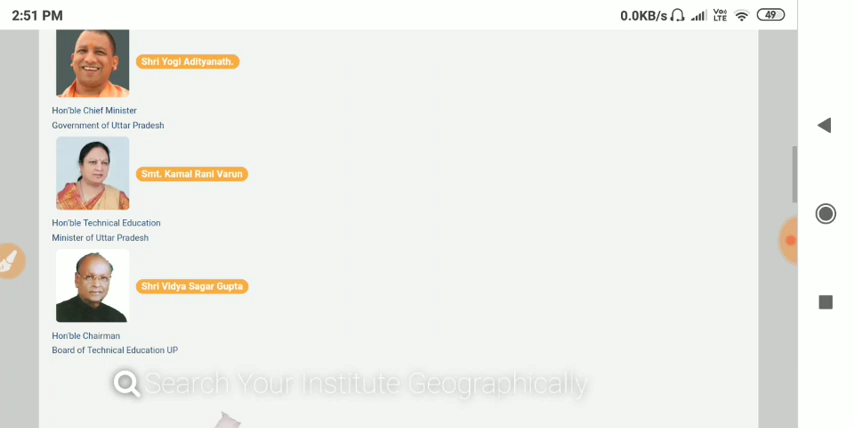 2:51 PM
0.0KB/s
Vo))
LTE
49
Shri Yogi Adityanath.
Hon'ble Chief Minister
Government of Uttar Pradesh
Smt. Kamal Rani Varun
Hon'ble Technical Education
Minister of Uttar Pradesh
Shri Vidya Sagar Gupta
Hon'ble Chairman
Board of Technical Education UP
Search Your Institute Geographically